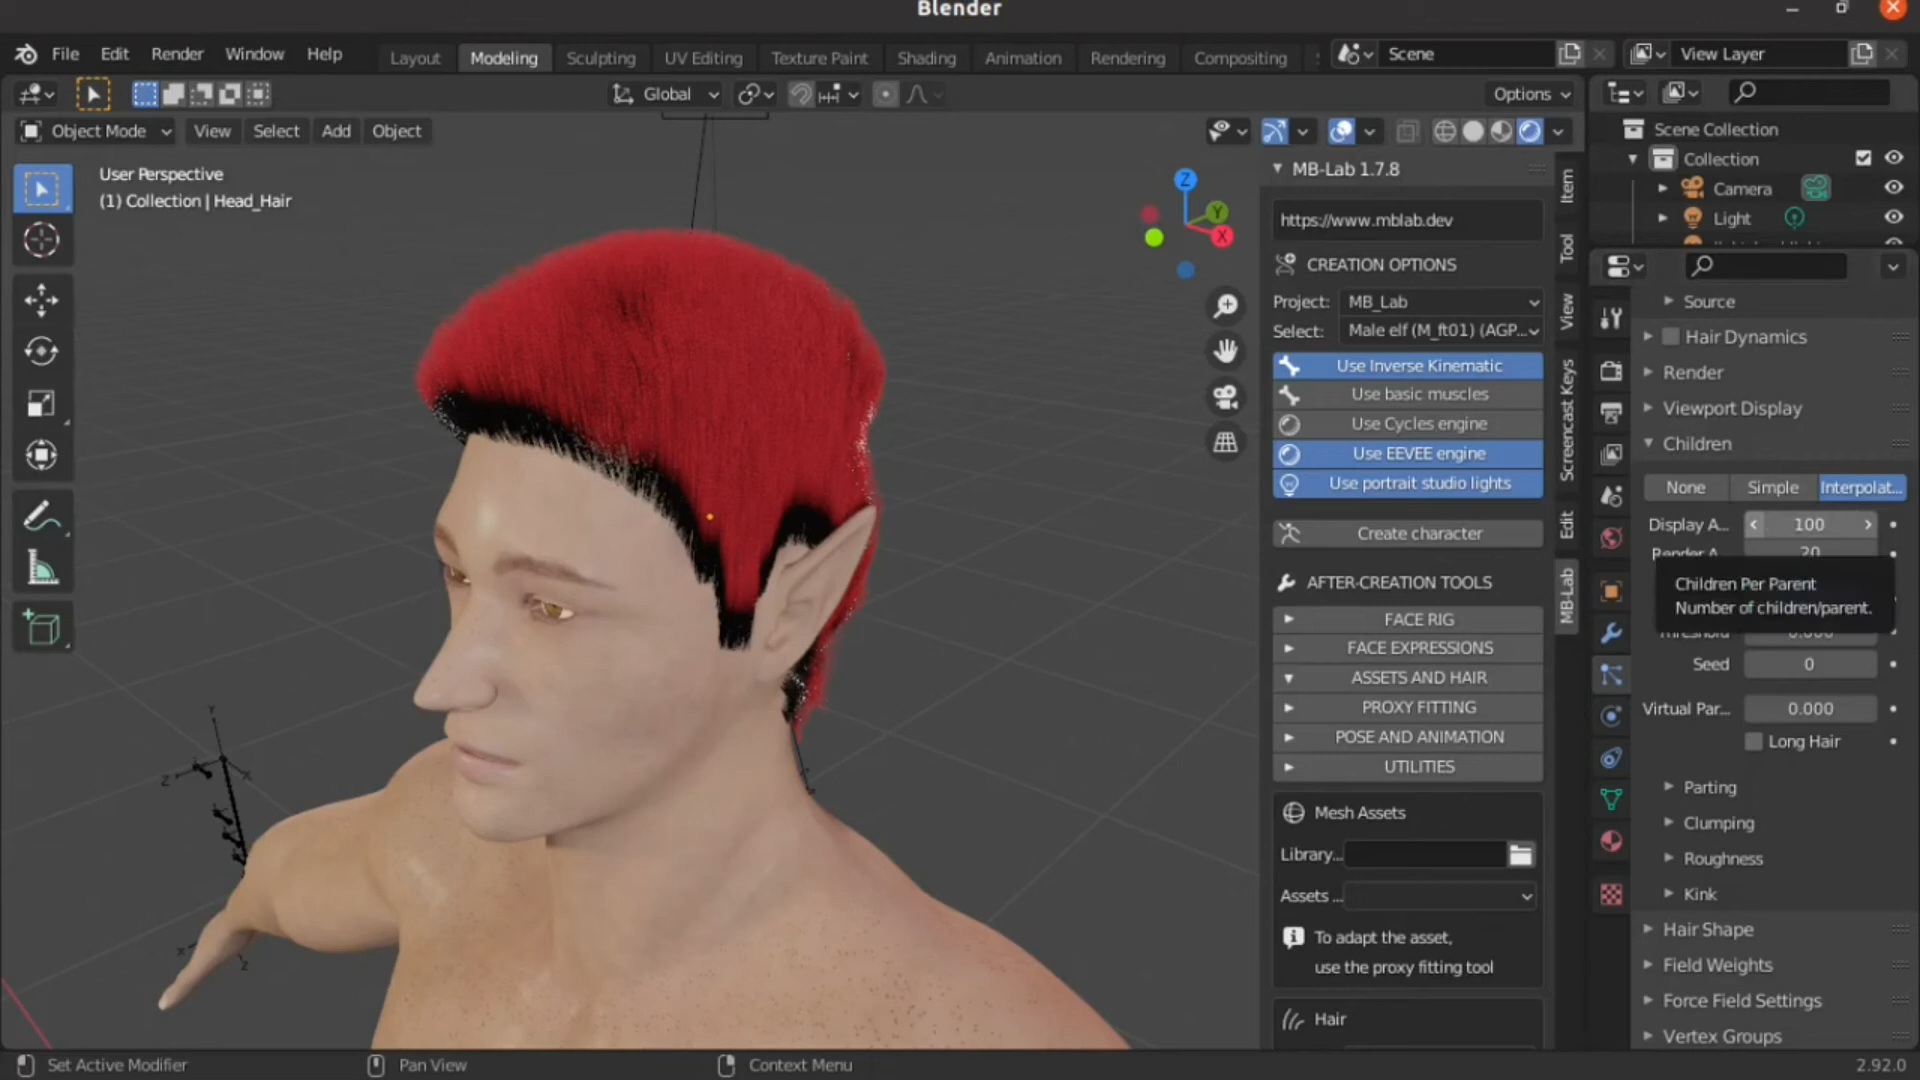 Blender
File Edit Render Window Help
Layout Modeling Sculpting UV Editing Texture Paint Shading Animation Rendering Compositing
Scene
View Layer
Global
Options
Object Mode View Select Add Object
User Perspective
(1) Collection | Head_Hair
Z
Y
X
MB-Lab 1.7.8
https://www.mblab.dev
CREATION OPTIONS
Project: MB_Lab
Select: Male elf (M_ft01) (AGP...
Use Inverse Kinematic
Use basic muscles
Use Cycles engine
Use EEVEE engine
Use portrait studio lights
Create character
AFTER-CREATION TOOLS
FACE RIG
FACE EXPRESSIONS
ASSETS AND HAIR
PROXY FITTING
POSE AND ANIMATION
UTILITIES
Mesh Assets
Library...
Assets ...
To adapt the asset,
use the proxy fitting tool
Hair
Item
Tool
View
Screencast Keys
Edit
MB-Lab
Scene Collection
Collection
Camera
Light
Source
Hair Dynamics
Render
Viewport Display
Children
None Simple Interpolat...
Display A... 100
Render A... 20
Children Per Parent
Number of children/parent.
Threshold 0.000
Seed 0
Virtual Par... 0.000
Long Hair
Parting
Clumping
Roughness
Kink
Hair Shape
Field Weights
Force Field Settings
Vertex Groups
Set Active Modifier
Pan View
Context Menu
2.92.0